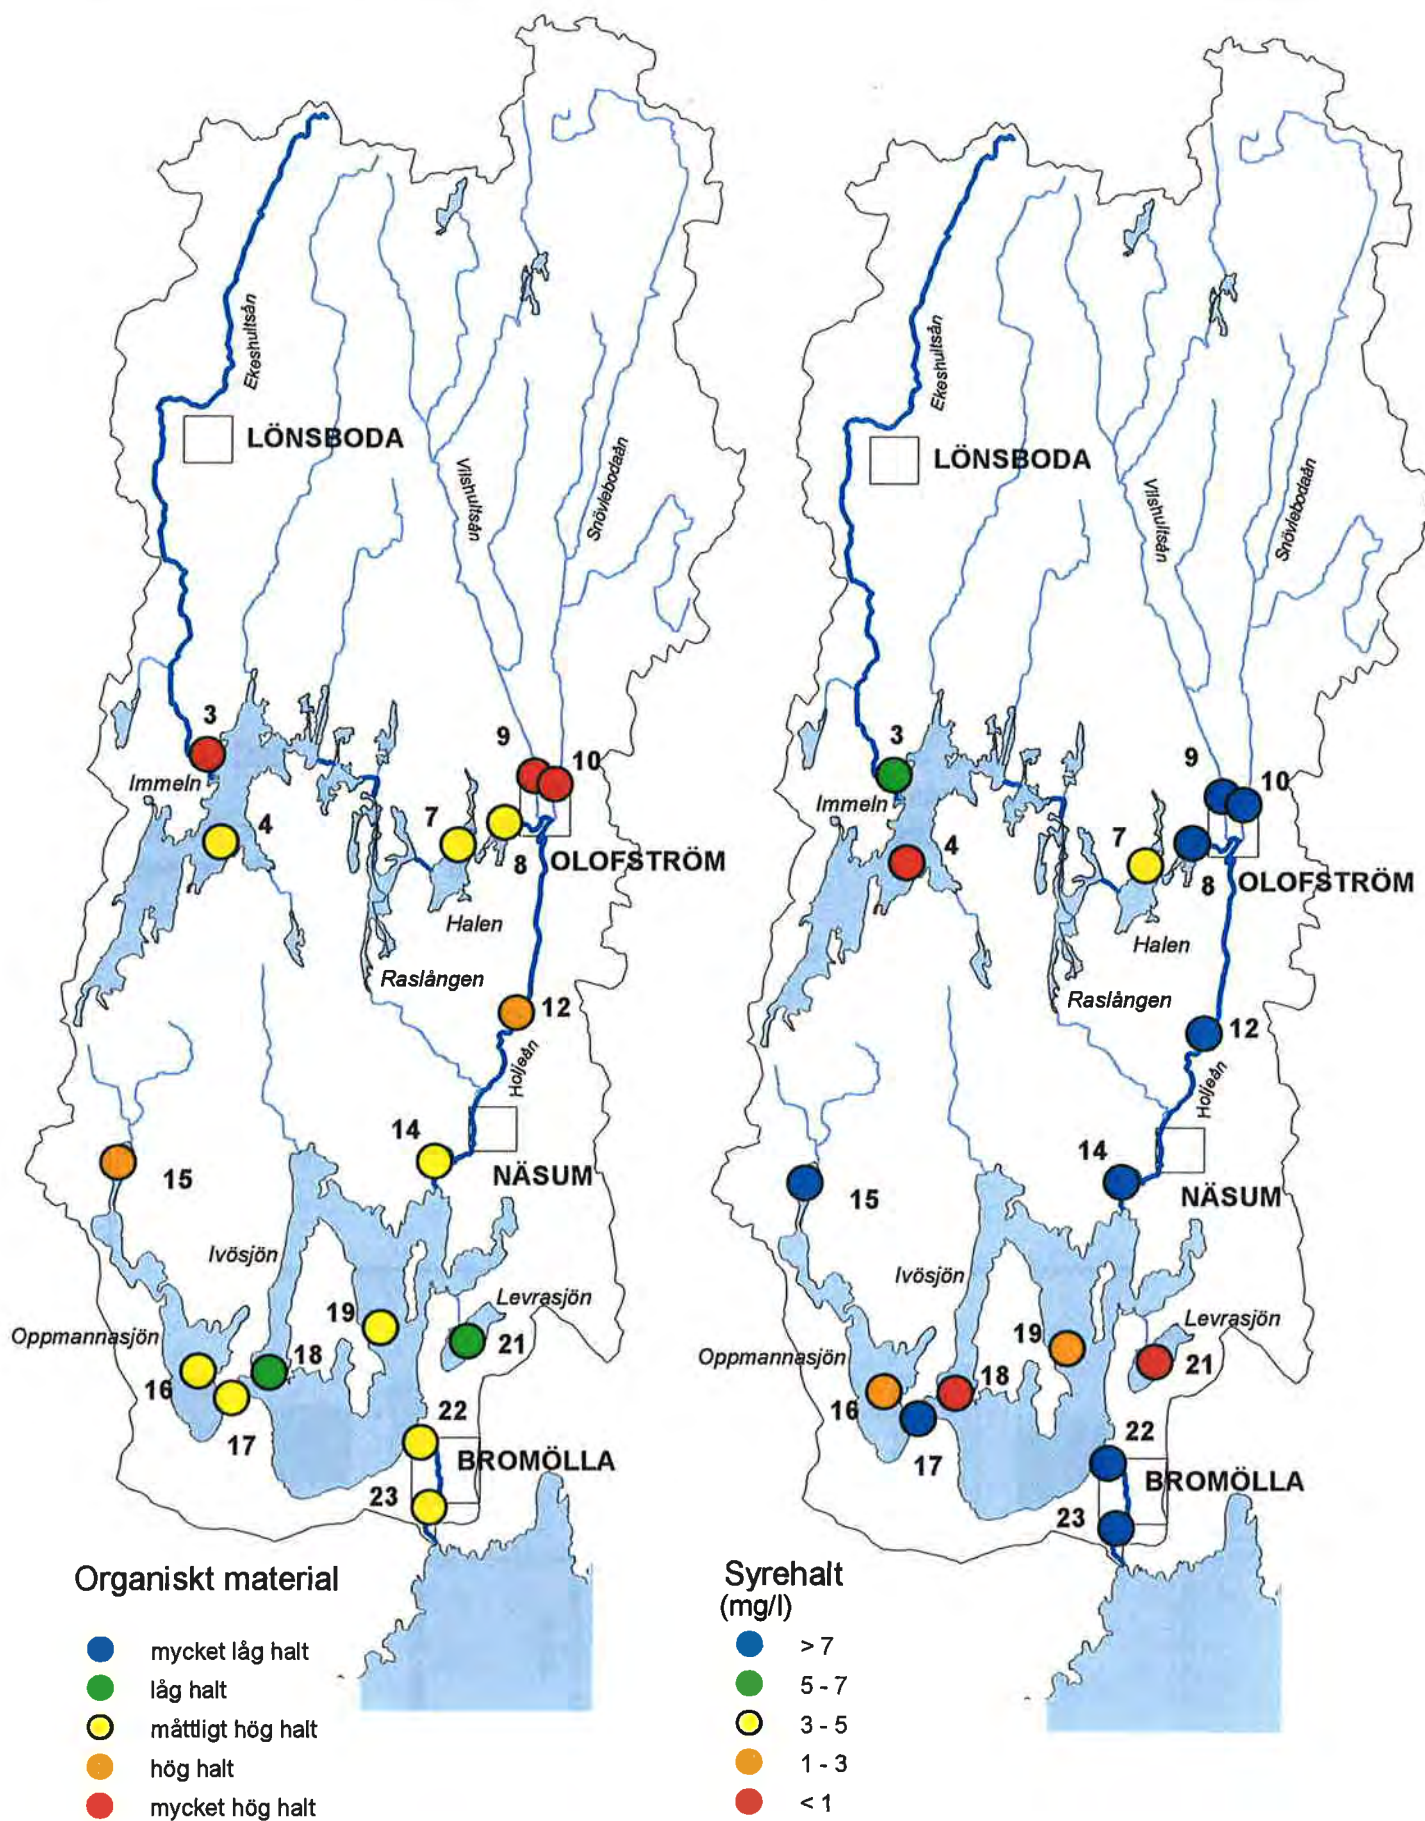 Ekeshultsån
LÖNSBODA
Vilshultsån
Snövlebodaån
3
Immeln
4
9
10
7
8
OLOFSTRÖM
Halen
Raslången
12
Holjeån
14
NÄSUM
15
Ivösjön
Levrasjön
19
21
Oppmannasjön
18
16
17
22
BROMÖLLA
23
Organiskt material
mycket låg halt
låg halt
måttligt hög halt
hög halt
mycket hög halt
Ekeshultsån
LÖNSBODA
Vilshultsån
Snövlebodaån
3
Immeln
4
9
10
7
8
OLOFSTRÖM
Halen
Raslången
12
Holjeån
14
NÄSUM
15
Ivösjön
Levrasjön
19
21
Oppmannasjön
18
16
17
22
BROMÖLLA
23
Syrehalt
(mg/l)
> 7
5 - 7
3 - 5
1 - 3
< 1